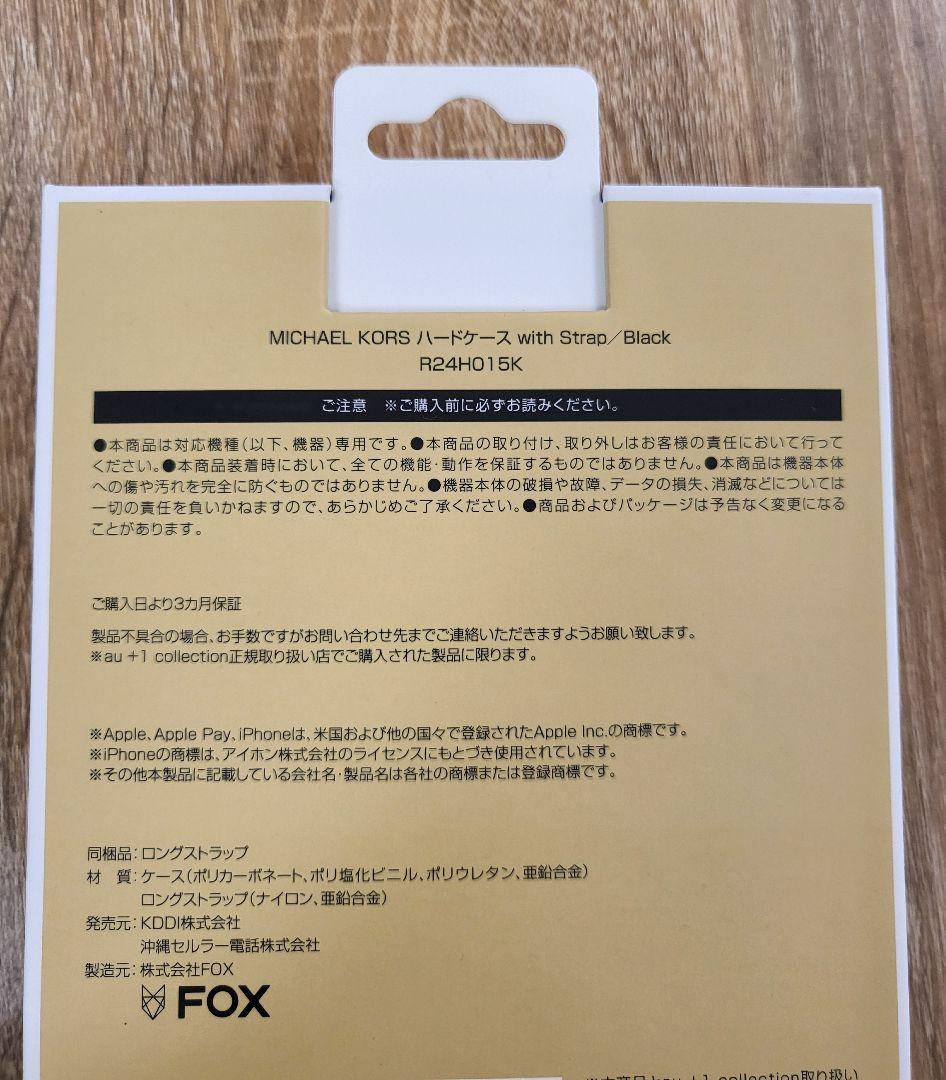 MICHAEL KORS ハードケース with Strap／Black
R24H015K
ご注意　※ご購入前に必ずお読みください。
●本商品は対応機種（以下、機器）専用です。●本商品の取り付け、取り外しはお客様の責任において行って
ください。●本商品装着時において、全ての機能・動作を保証するものではありません。●本商品は機器本体
への傷や汚れを完全に防ぐものではありません。●機器本体の破損や故障、データの損失、消滅などについては
一切の責任を負いかねますので、あらかじめご了承ください。●商品およびパッケージは予告なく変更になる
ことがあります。
ご購入日より3カ月保証
製品不具合の場合、お手数ですがお問い合わせ先までご連絡いただきますようお願い致します。
※au +1 collection正規取り扱い店でご購入された製品に限ります。
※Apple、Apple Pay、iPhoneは、米国および他の国々で登録されたApple Inc.の商標です。
※iPhoneの商標は、アイホン株式会社のライセンスにもとづき使用されています。
※その他本製品に記載している会社名・製品名は各社の商標または登録商標です。
同梱品：ロングストラップ
材　質：ケース（ポリカーボネート、ポリ塩化ビニル、ポリウレタン、亜鉛合金）
ロングストラップ（ナイロン、亜鉛合金）
発売元：KDDI株式会社
沖縄セルラー電話株式会社
製造元：株式会社FOX
FOX
※本商品はau +1 collection取り扱い